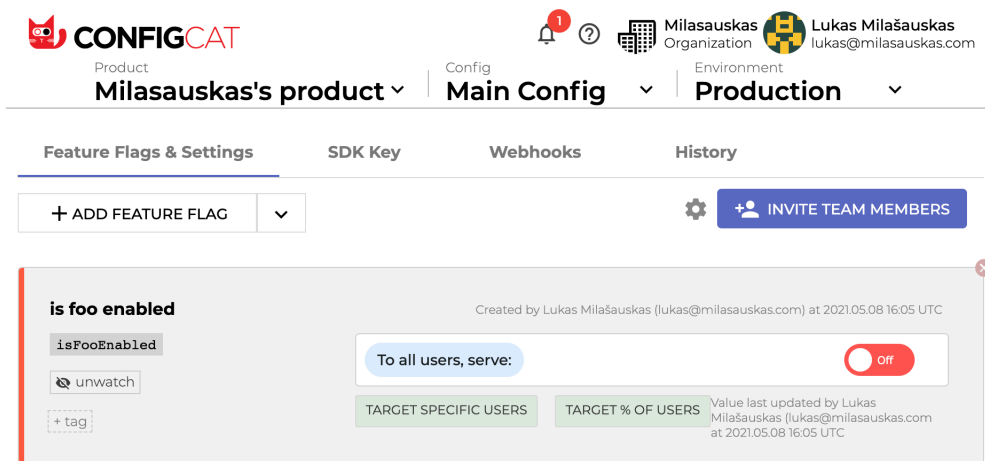 CONFIGCAT
1
Milasauskas
Organization
Lukas Milašauskas
lukas@milasauskas.com
Product
Milasauskas's product
Config
Main Config
Environment
Production
Feature Flags & Settings
SDK Key
Webhooks
History
+ ADD FEATURE FLAG
INVITE TEAM MEMBERS
is foo enabled
Created by Lukas Milašauskas (lukas@milasauskas.com) at 2021.05.08 16:05 UTC
isFooEnabled
To all users, serve:
Off
unwatch
TARGET SPECIFIC USERS
TARGET % OF USERS
Value last updated by Lukas
Milašauskas (lukas@milasauskas.com
at 2021.05.08 16:05 UTC
+ tag